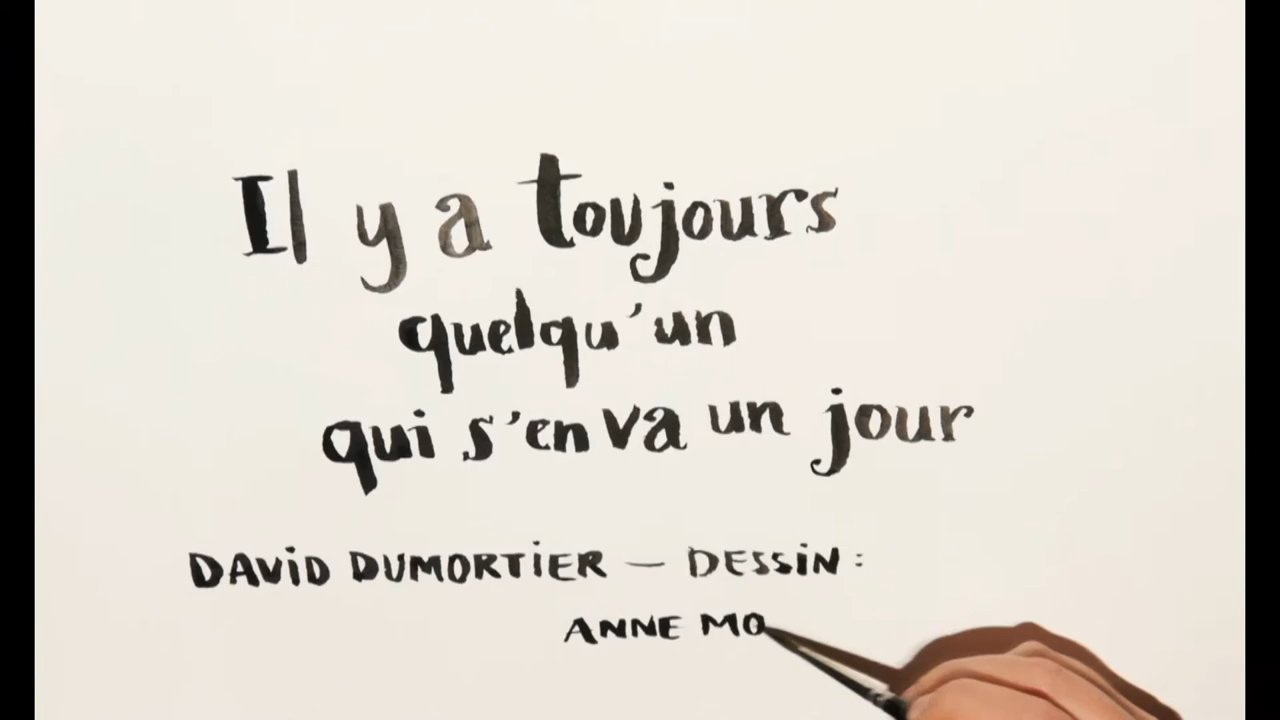 Il y a toujours
quelqu'un
qui s'en va un jour
DAVID DUMORTIER — DESSIN :
ANNE MO